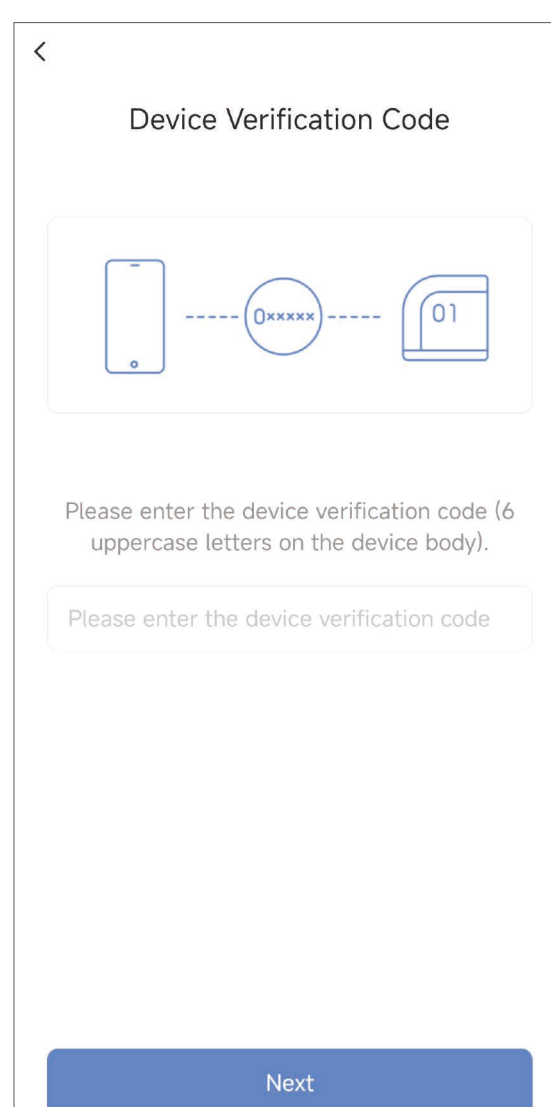 Device Verification Code
0xxxxx
01
Please enter the device verification code (6
uppercase letters on the device body).
Please enter the device verification code
Next